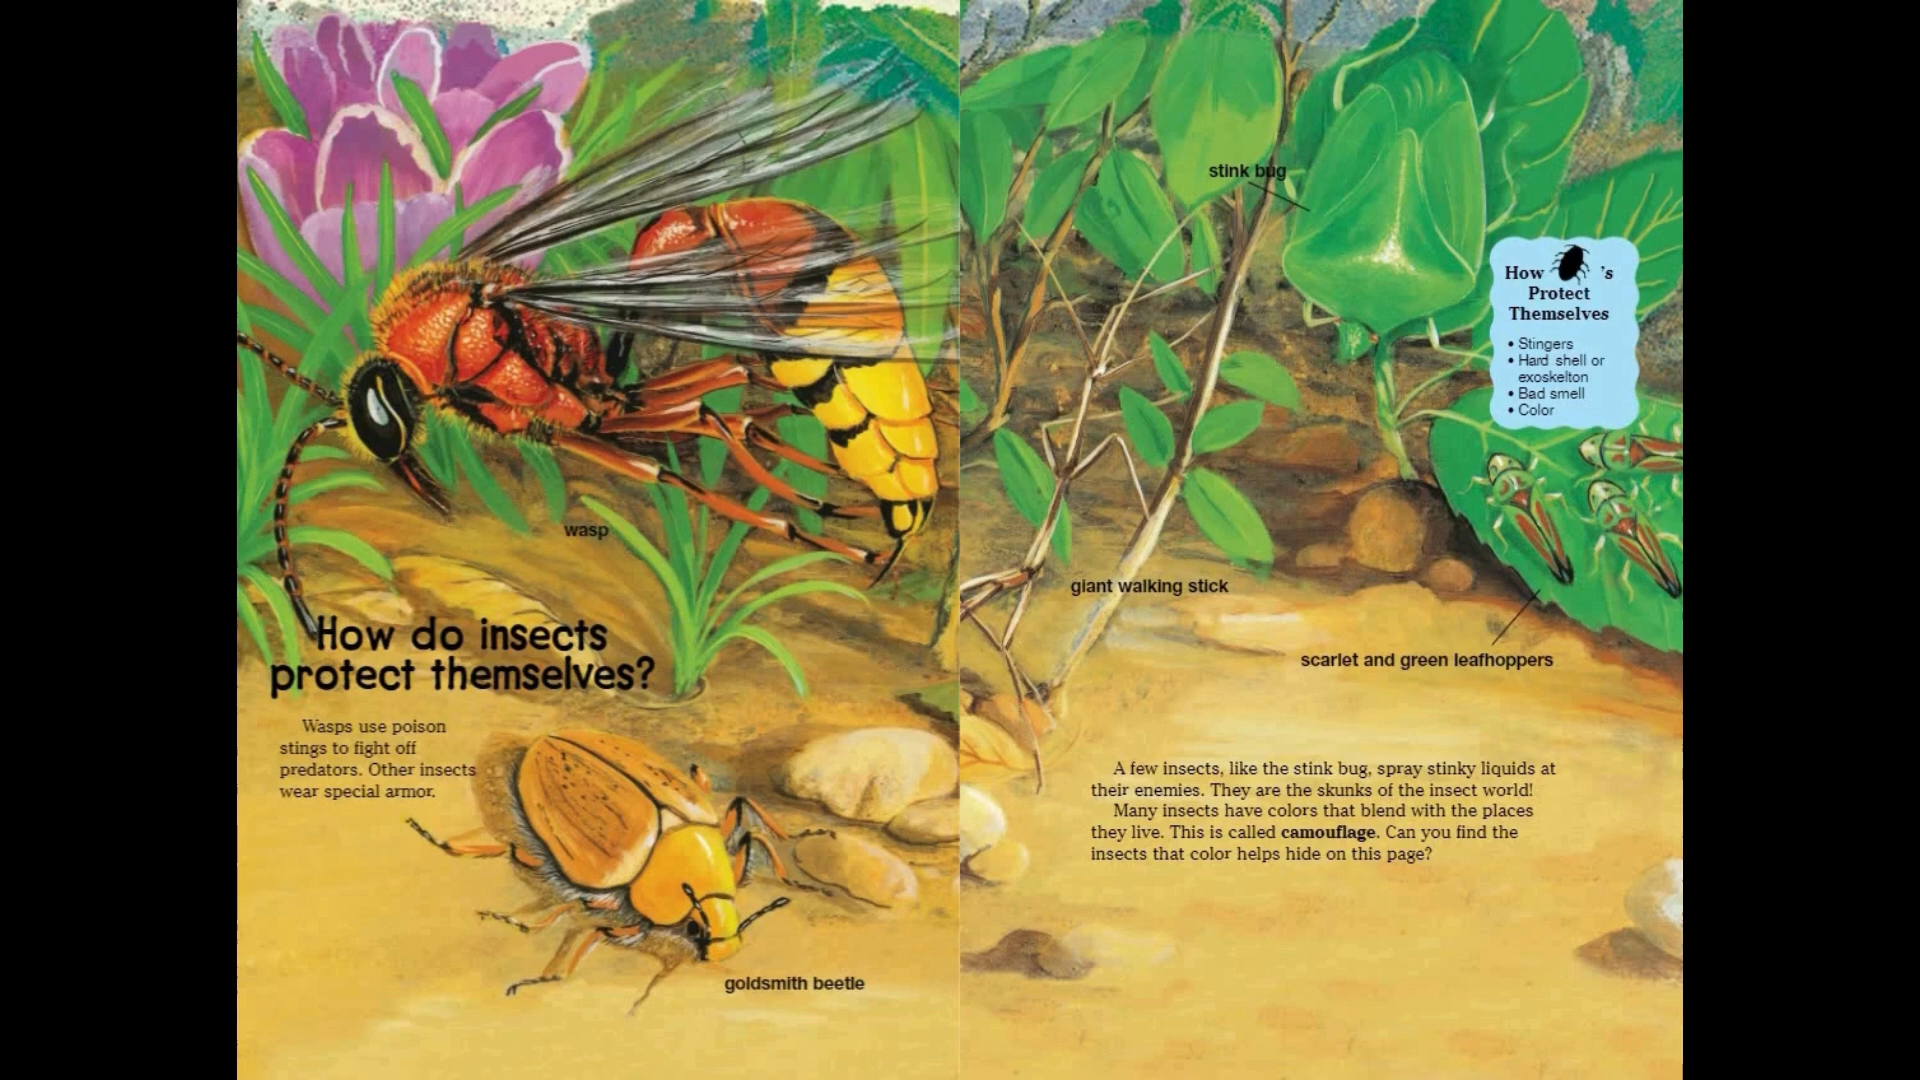 wasp
How do insects
protect themselves?
Wasps use poison
stings to fight off
predators. Other insects
wear special armor.
goldsmith beetle
stink bug
How 's
Protect
Themselves
• Stingers
• Hard shell or
exoskelton
• Bad smell
• Color
giant walking stick
scarlet and green leafhoppers
A few insects, like the stink bug, spray stinky liquids at
their enemies. They are the skunks of the insect world!
Many insects have colors that blend with the places
they live. This is called camouflage. Can you find the
insects that color helps hide on this page?